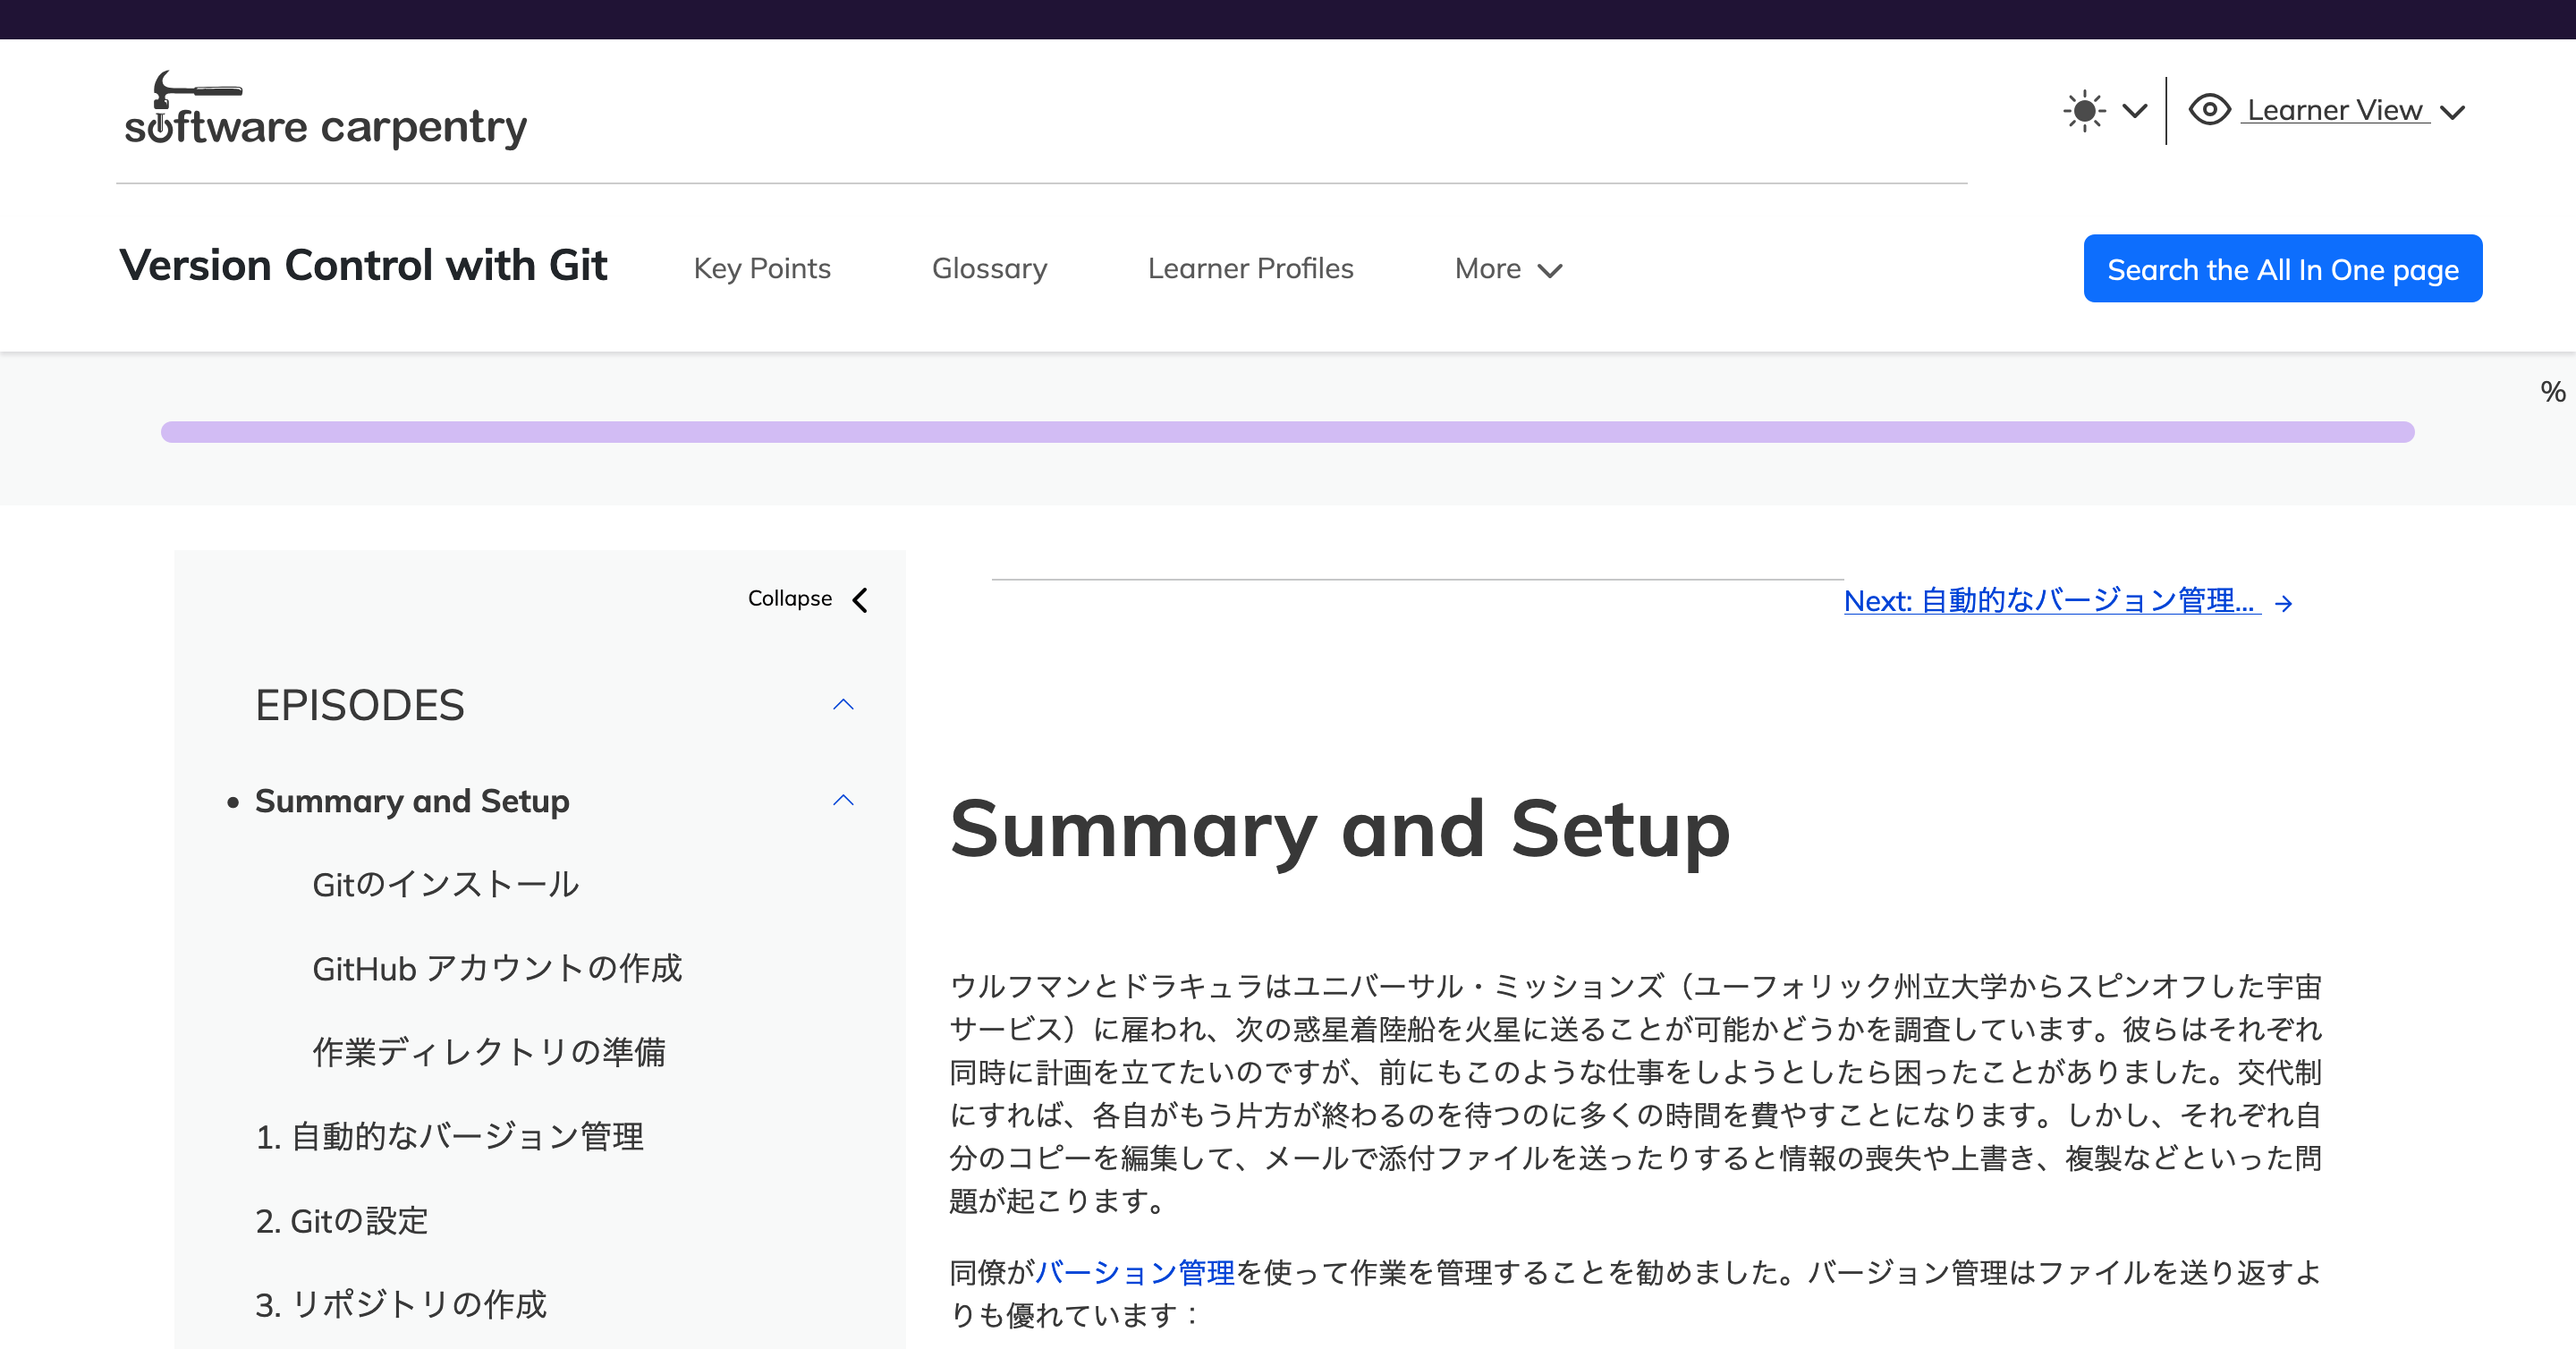 software carpentry
Learner View
Version Control with Git
Key Points
Glossary
Learner Profiles
More
Search the All In One page
%
Collapse
EPISODES
Summary and Setup
Gitのインストール
GitHub アカウントの作成
作業ディレクトリの準備
1. 自動的なバージョン管理
2. Gitの設定
3. リポジトリの作成
Next: 自動的なバージョン管理... →
Summary and Setup
ウルフマンとドラキュラはユニバーサル・ミッションズ（ユーフォリック州立大学からスピンオフした宇宙
サービス）に雇われ、次の惑星着陸船を火星に送ることが可能かどうかを調査しています。彼らはそれぞれ
同時に計画を立てたいのですが、前にもこのような仕事をしようとしたら困ったことがありました。交代制
にすれば、各自がもう片方が終わるのを待つのに多くの時間を費やすことになります。しかし、それぞれ自
分のコピーを編集して、メールで添付ファイルを送ったりすると情報の喪失や上書き、複製などといった問
題が起こります。
同僚がバーション管理を使って作業を管理することを勧めました。バージョン管理はファイルを送り返すよ
りも優れています：